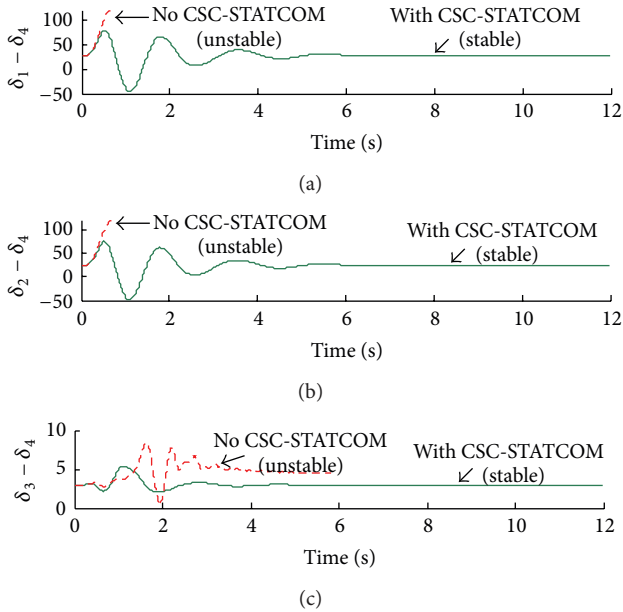 100
50
0
−50
δ1 − δ4
No CSC-STATCOM
(unstable)
With CSC-STATCOM
(stable)
0 2 4 6 8 10 12
Time (s)
(a)
100
50
0
−50
δ2 − δ4
No CSC-STATCOM
(unstable)
With CSC-STATCOM
(stable)
0 2 4 6 8 10 12
Time (s)
(b)
10
5
0
δ3 − δ4
No CSC-STATCOM
(unstable)
With CSC-STATCOM
(stable)
0 2 4 6 8 10 12
Time (s)
(c)